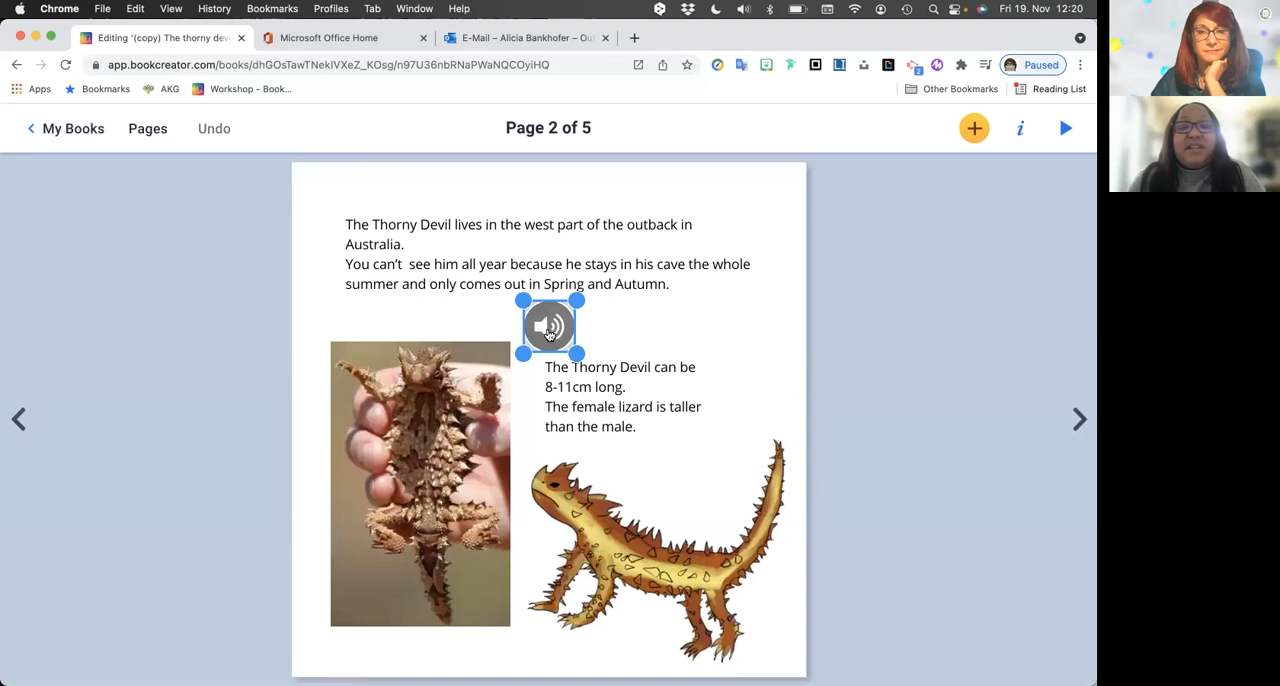 Chrome File Edit View History Bookmarks Profiles Tab Window Help Fri 19. Nov 12:20
Editing '(copy) The thorny devi Microsoft Office Home E-Mail – Alicia Bankhofer – Out
app.bookcreator.com/books/dhGOsTawTNeklVXeZ_KOsg/n97U36nbRNaPWaNQCOyiHQ Paused
Apps Bookmarks AKG Workshop - Book... Other Bookmarks Reading List
My Books Pages Undo Page 2 of 5
The Thorny Devil lives in the west part of the outback in
Australia.
You can't see him all year because he stays in his cave the whole
summer and only comes out in Spring and Autumn.
The Thorny Devil can be
8-11cm long.
The female lizard is taller
than the male.